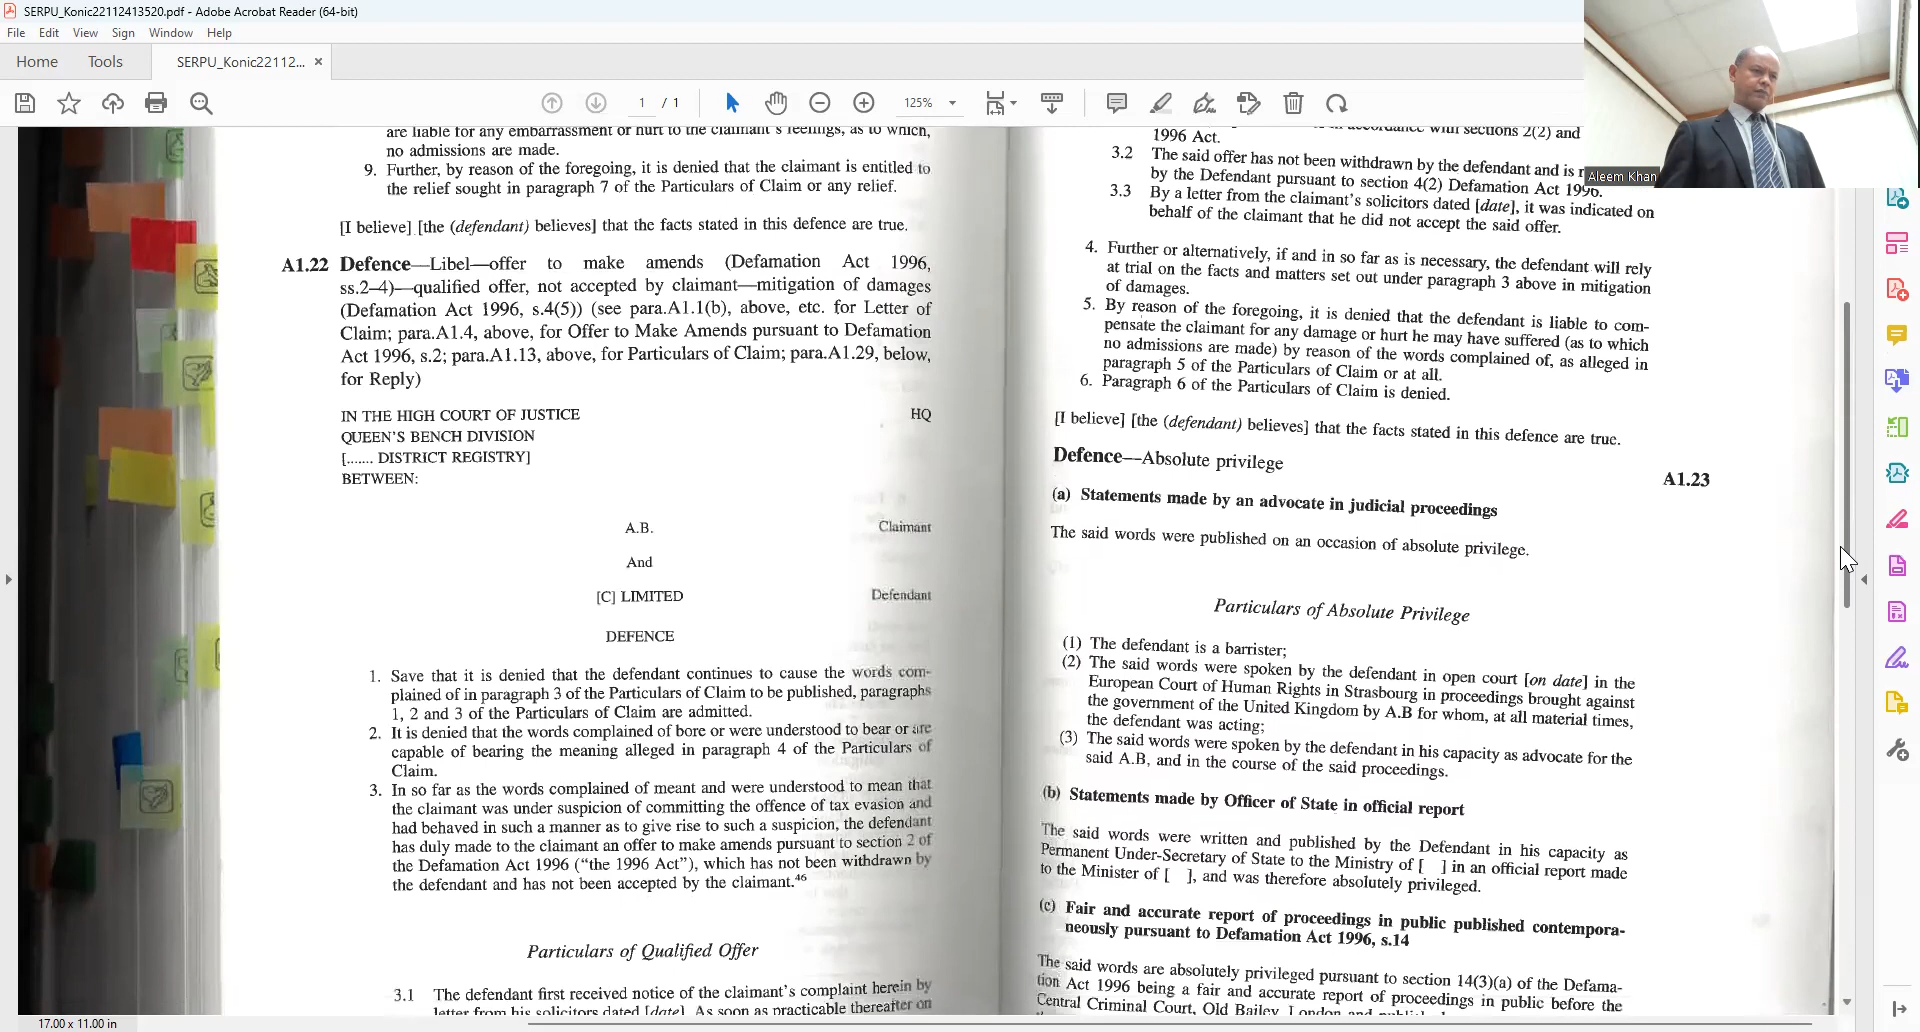 SERPU_Konic22112413520.pdf - Adobe Acrobat Reader (64-bit)
File Edit View Sign Window Help
Home Tools SERPU_Konic22112... ×
1 / 1 125%
Aleem Khan
are liable for any embarrassment or hurt to the claimant's feelings, as to which,
no admissions are made.
9. Further, by reason of the foregoing, it is denied that the claimant is entitled to
the relief sought in paragraph 7 of the Particulars of Claim or any relief.
[I believe] [the (defendant) believes] that the facts stated in this defence are true.
A1.22 Defence—Libel—offer to make amends (Defamation Act 1996,
ss.2–4)—qualified offer, not accepted by claimant—mitigation of damages
(Defamation Act 1996, s.4(5)) (see para.A1.1(b), above, etc. for Letter of
Claim; para.A1.4, above, for Offer to Make Amends pursuant to Defamation
Act 1996, s.2; para.A1.13, above, for Particulars of Claim; para.A1.29, below,
for Reply)
IN THE HIGH COURT OF JUSTICE HQ
QUEEN'S BENCH DIVISION
[....... DISTRICT REGISTRY]
BETWEEN:
A.B. Claimant
And
[C] LIMITED Defendant
DEFENCE
1. Save that it is denied that the defendant continues to cause the words com-
plained of in paragraph 3 of the Particulars of Claim to be published, paragraphs
1, 2 and 3 of the Particulars of Claim are admitted.
2. It is denied that the words complained of bore or were understood to bear or are
capable of bearing the meaning alleged in paragraph 4 of the Particulars of
Claim.
3. In so far as the words complained of meant and were understood to mean that
the claimant was under suspicion of committing the offence of tax evasion and
had behaved in such a manner as to give rise to such a suspicion, the defendant
has duly made to the claimant an offer to make amends pursuant to section 2 of
the Defamation Act 1996 ("the 1996 Act"), which has not been withdrawn by
the defendant and has not been accepted by the claimant.46
Particulars of Qualified Offer
3.1 The defendant first received notice of the claimant's complaint herein by
letter from his solicitors dated [date]. As soon as practicable thereafter on
in accordance with sections 2(2) and
1996 Act.
3.2 The said offer has not been withdrawn by the defendant and is
by the Defendant pursuant to section 4(2) Defamation Act 1996.
3.3 By a letter from the claimant's solicitors dated [date], it was indicated on
behalf of the claimant that he did not accept the said offer.
4. Further or alternatively, if and in so far as is necessary, the defendant will rely
at trial on the facts and matters set out under paragraph 3 above in mitigation
of damages.
5. By reason of the foregoing, it is denied that the defendant is liable to com-
pensate the claimant for any damage or hurt he may have suffered (as to which
no admissions are made) by reason of the words complained of, as alleged in
paragraph 5 of the Particulars of Claim or at all.
6. Paragraph 6 of the Particulars of Claim is denied.
[I believe] [the (defendant) believes] that the facts stated in this defence are true.
Defence—Absolute privilege A1.23
(a) Statements made by an advocate in judicial proceedings
The said words were published on an occasion of absolute privilege.
Particulars of Absolute Privilege
(1) The defendant is a barrister;
(2) The said words were spoken by the defendant in open court [on date] in the
European Court of Human Rights in Strasbourg in proceedings brought against
the government of the United Kingdom by A.B for whom, at all material times,
the defendant was acting;
(3) The said words were spoken by the defendant in his capacity as advocate for the
said A.B, and in the course of the said proceedings.
(b) Statements made by Officer of State in official report
The said words were written and published by the Defendant in his capacity as
Permanent Under-Secretary of State to the Ministry of [ ] in an official report made
to the Minister of [ ], and was therefore absolutely privileged.
(c) Fair and accurate report of proceedings in public published contempora-
neously pursuant to Defamation Act 1996, s.14
The said words are absolutely privileged pursuant to section 14(3)(a) of the Defama-
tion Act 1996 being a fair and accurate report of proceedings in public before the
Central Criminal Court, Old Bailey, London and
17.00 x 11.00 in